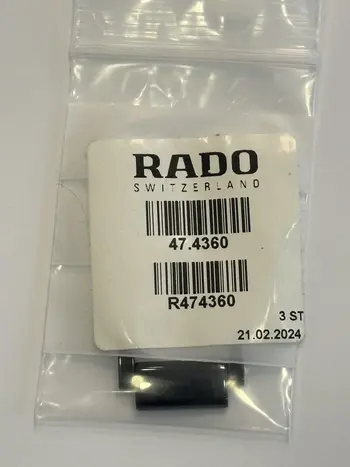 RADO
SWITZERLAND
47.4360
R474360
3 ST
21.02.2024